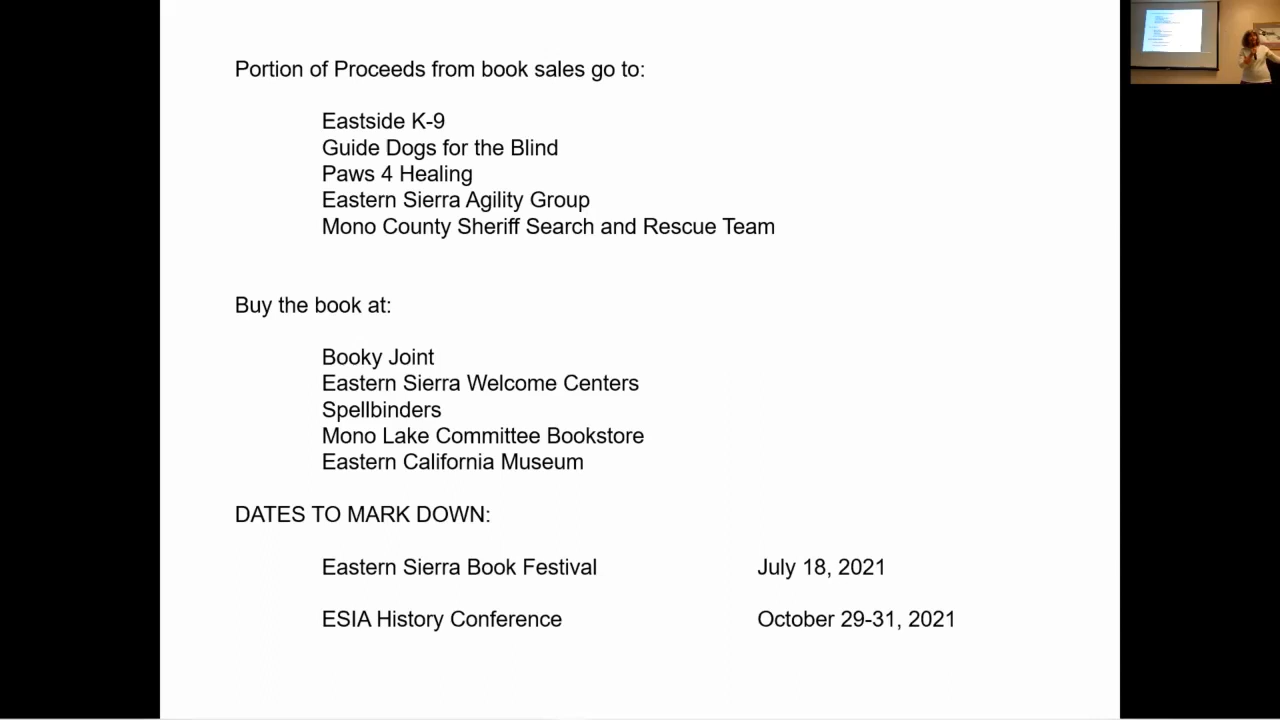 Portion of Proceeds from book sales go to:
Eastside K-9
Guide Dogs for the Blind
Paws 4 Healing
Eastern Sierra Agility Group
Mono County Sheriff Search and Rescue Team
Buy the book at:
Booky Joint
Eastern Sierra Welcome Centers
Spellbinders
Mono Lake Committee Bookstore
Eastern California Museum
DATES TO MARK DOWN:
Eastern Sierra Book Festival July 18, 2021
ESIA History Conference October 29-31, 2021